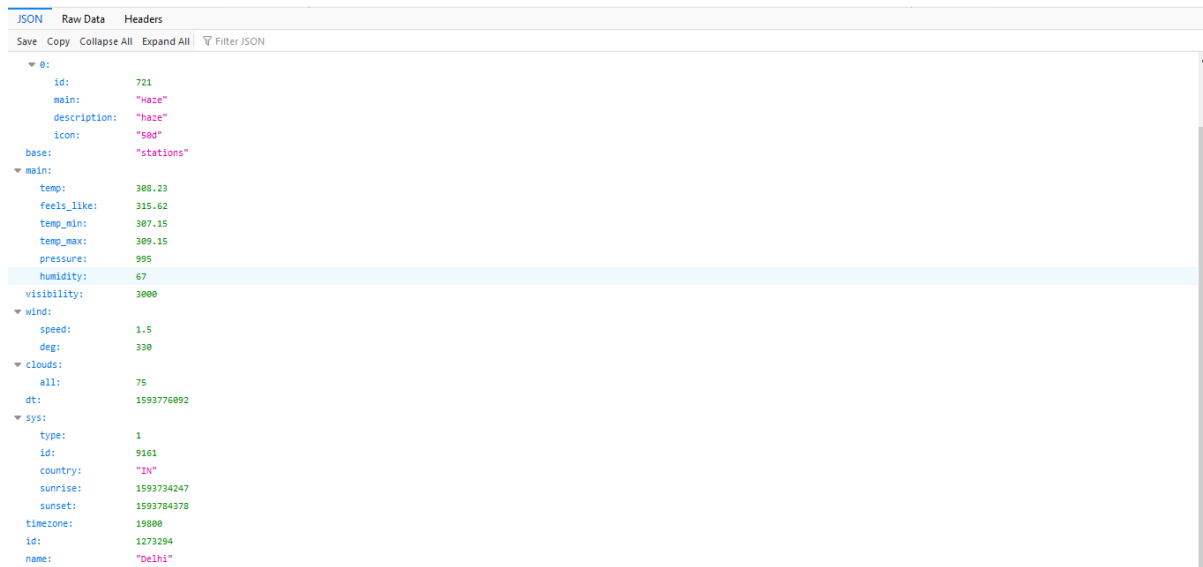 JSON Raw Data Headers
Save Copy Collapse All Expand All Filter JSON
0:
id: 721
main: "Haze"
description: "haze"
icon: "50d"
base: "stations"
main:
temp: 308.23
feels_like: 315.62
temp_min: 307.15
temp_max: 309.15
pressure: 995
humidity: 67
visibility: 3000
wind:
speed: 1.5
deg: 330
clouds:
all: 75
dt: 1593776092
sys:
type: 1
id: 9161
country: "IN"
sunrise: 1593734247
sunset: 1593784378
timezone: 19800
id: 1273294
name: "Delhi"